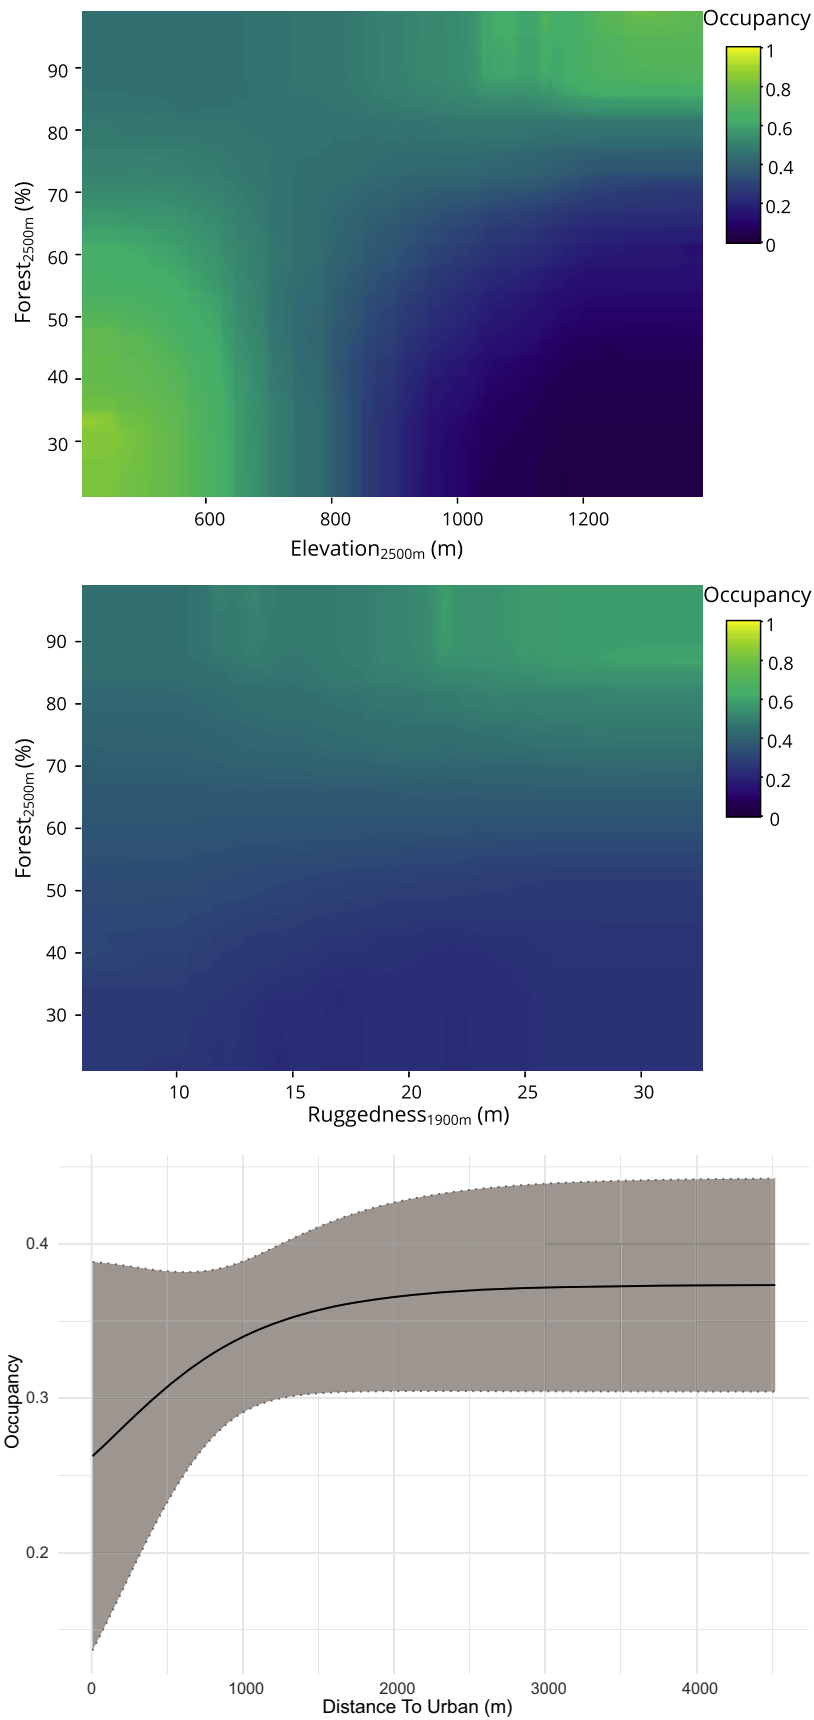 Occupancy
1
0.8
0.6
0.4
0.2
0
90
80
70
60
50
40
30
Forest2500m (%)
600 800 1000 1200
Elevation2500m (m)
Occupancy
1
0.8
0.6
0.4
0.2
0
90
80
70
60
50
40
30
Forest2500m (%)
10 15 20 25 30
Ruggedness1900m (m)
0.4
0.3
0.2
Occupancy
0 1000 2000 3000 4000
Distance To Urban (m)